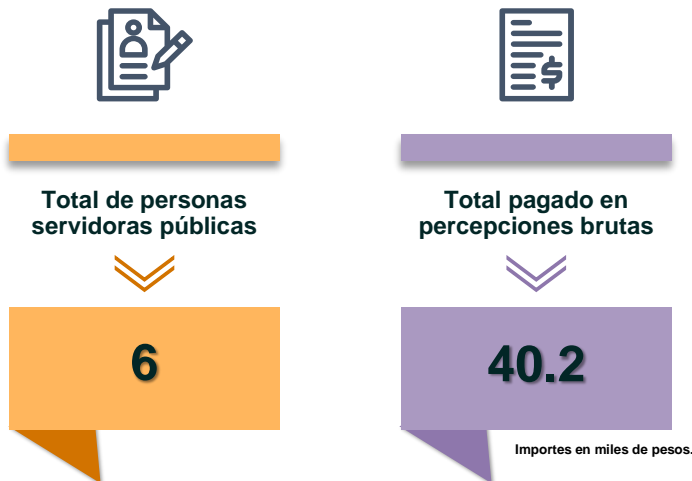 Total de personas
servidoras públicas
6
Total pagado en
percepciones brutas
40.2
Importes en miles de pesos.